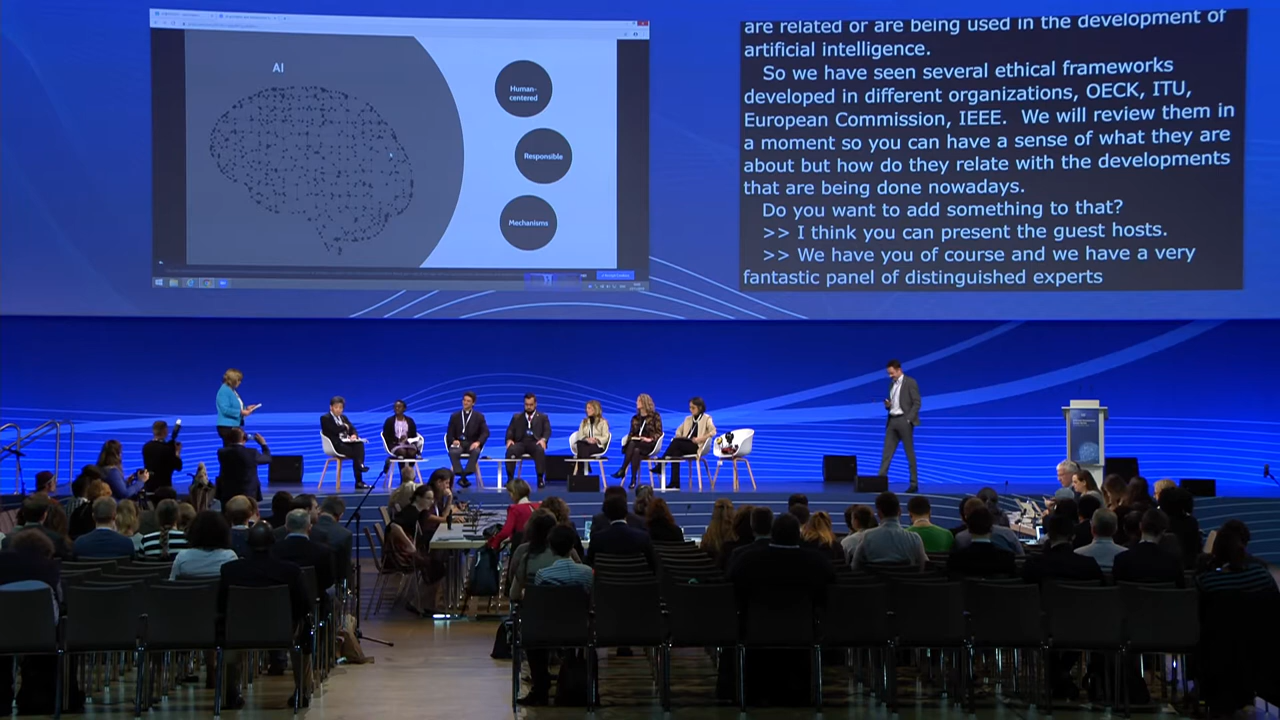 AI
Human-
centered
Responsible
Mechanisms
are related or are being used in the development of
artificial intelligence.
So we have seen several ethical frameworks
developed in different organizations, OECK, ITU,
European Commission, IEEE.  We will review them in
a moment so you can have a sense of what they are
about but how do they relate with the developments
that are being done nowadays.
Do you want to add something to that?
>> I think you can present the guest hosts.
>> We have you of course and we have a very
fantastic panel of distinguished experts